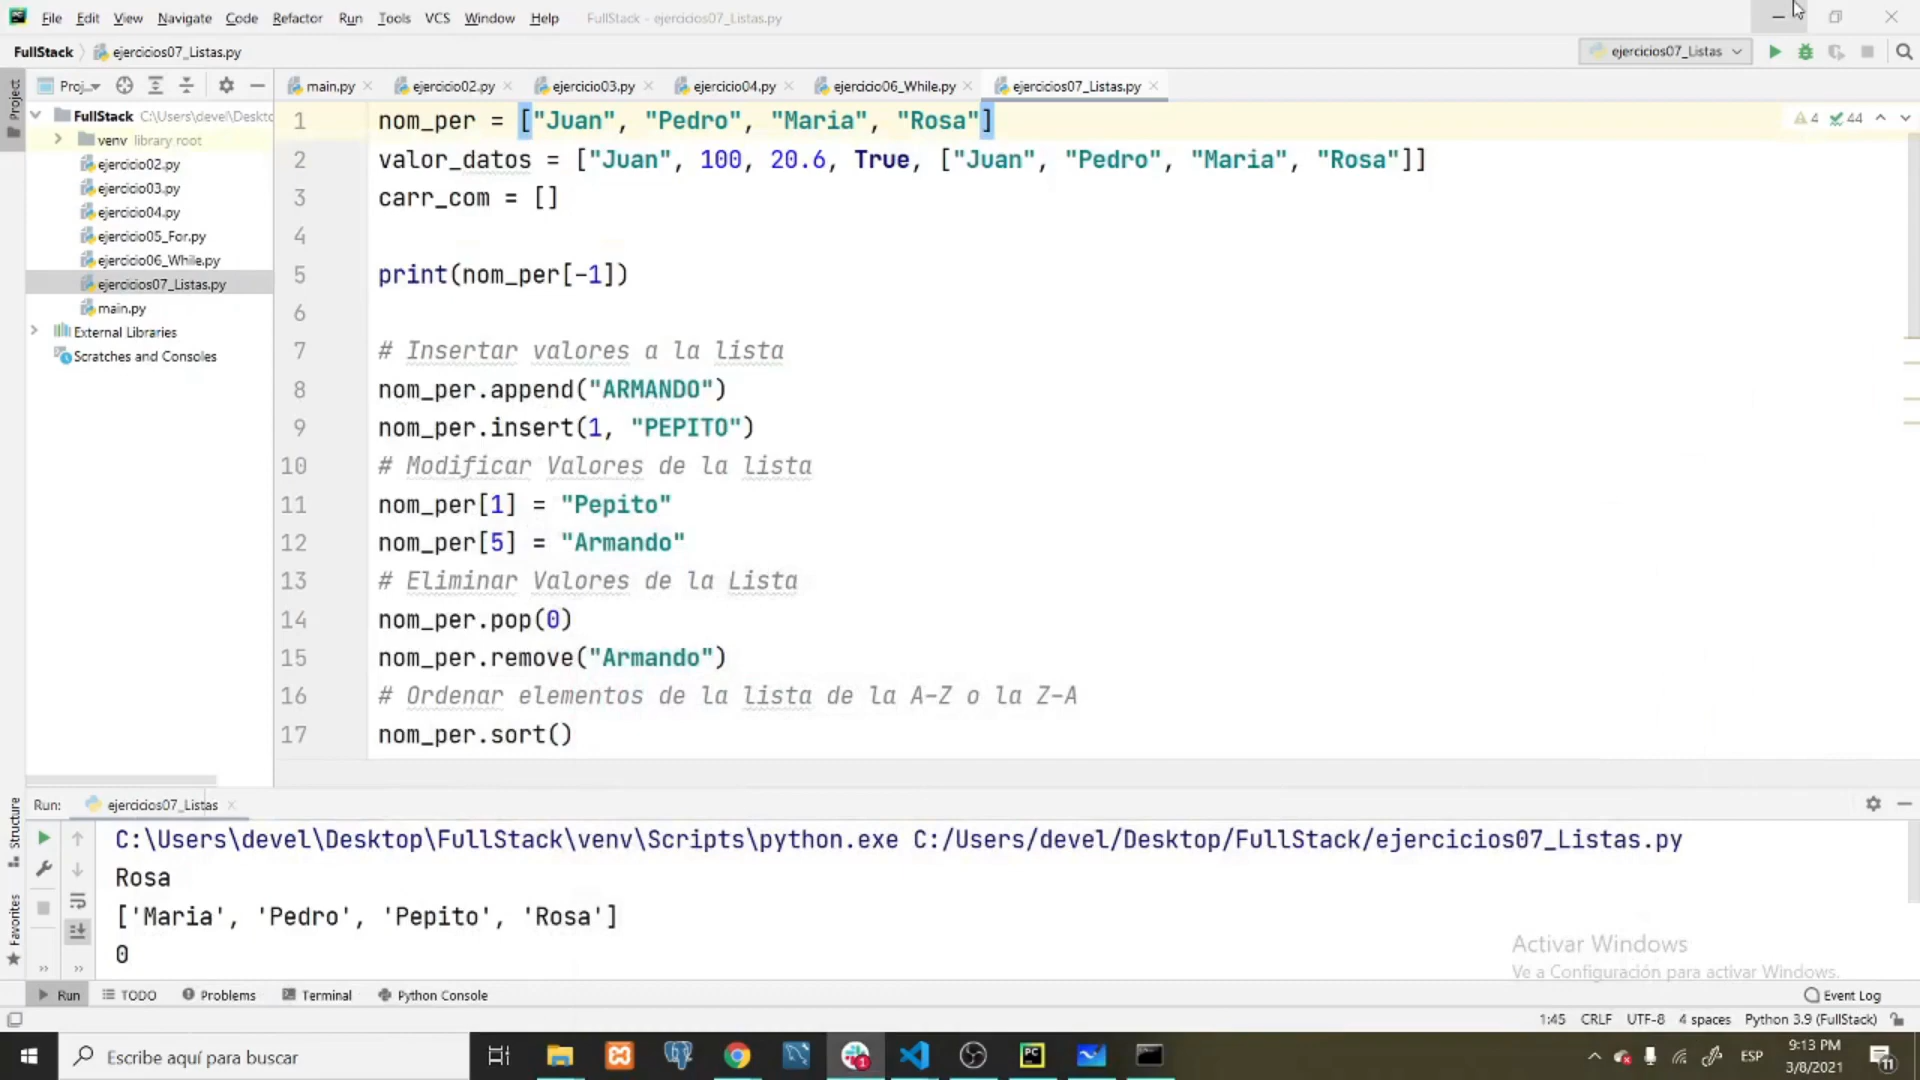 File Edit View Navigate Code Refactor Run Tools VCS Window Help FullStack - ejercicios07_Listas.py
FullStack ejercicios07_Listas.py ejercicios07_Listas
Project Proj... main.py ejercicio02.py ejercicio03.py ejercicio04.py ejercicio06_While.py ejercicios07_Listas.py
FullStack C:\Users\devel\Deskto
venv library root
ejercicio02.py
ejercicio03.py
ejercicio04.py
ejercicio05_For.py
ejercicio06_While.py
ejercicios07_Listas.py
main.py
External Libraries
Scratches and Consoles
4 44
1 nom_per = ["Juan", "Pedro", "Maria", "Rosa"]
2 valor_datos = ["Juan", 100, 20.6, True, ["Juan", "Pedro", "Maria", "Rosa"]]
3 carr_com = []
4
5 print(nom_per[-1])
6
7 # Insertar valores a la lista
8 nom_per.append("ARMANDO")
9 nom_per.insert(1, "PEPITO")
10 # Modificar Valores de la lista
11 nom_per[1] = "Pepito"
12 nom_per[5] = "Armando"
13 # Eliminar Valores de la Lista
14 nom_per.pop(0)
15 nom_per.remove("Armando")
16 # Ordenar elementos de la lista de la A-Z o la Z-A
17 nom_per.sort()
Structure
Favorites
Run: ejercicios07_Listas
C:\Users\devel\Desktop\FullStack\venv\Scripts\python.exe C:/Users/devel/Desktop/FullStack/ejercicios07_Listas.py
Rosa
['Maria', 'Pedro', 'Pepito', 'Rosa']
0
Activar Windows
Ve a Configuración para activar Windows.
Run TODO Problems Terminal Python Console Event Log
1:45 CRLF UTF-8 4 spaces Python 3.9 (FullStack)
Escribe aquí para buscar
PC
1
ESP
9:13 PM
3/8/2021
11